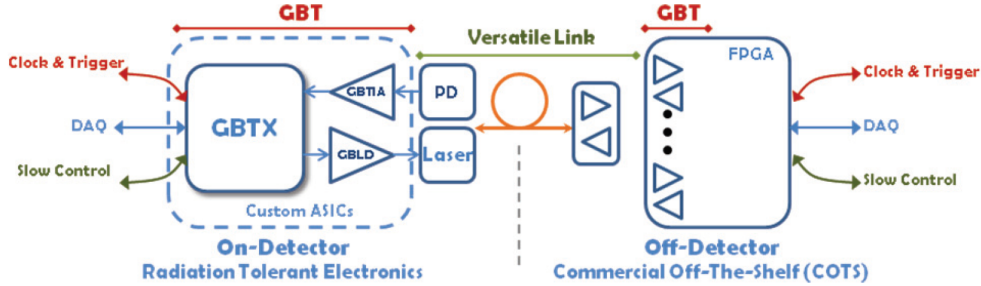 GBT
GBT
Versatile Link
Clock & Trigger
DAQ
Slow Control
GBTX
GBTIA
GBLD
PD
Laser
Custom ASICs
FPGA
Clock & Trigger
DAQ
Slow Control
On-Detector
Radiation Tolerant Electronics
Off-Detector
Commercial Off-The-Shelf (COTS)